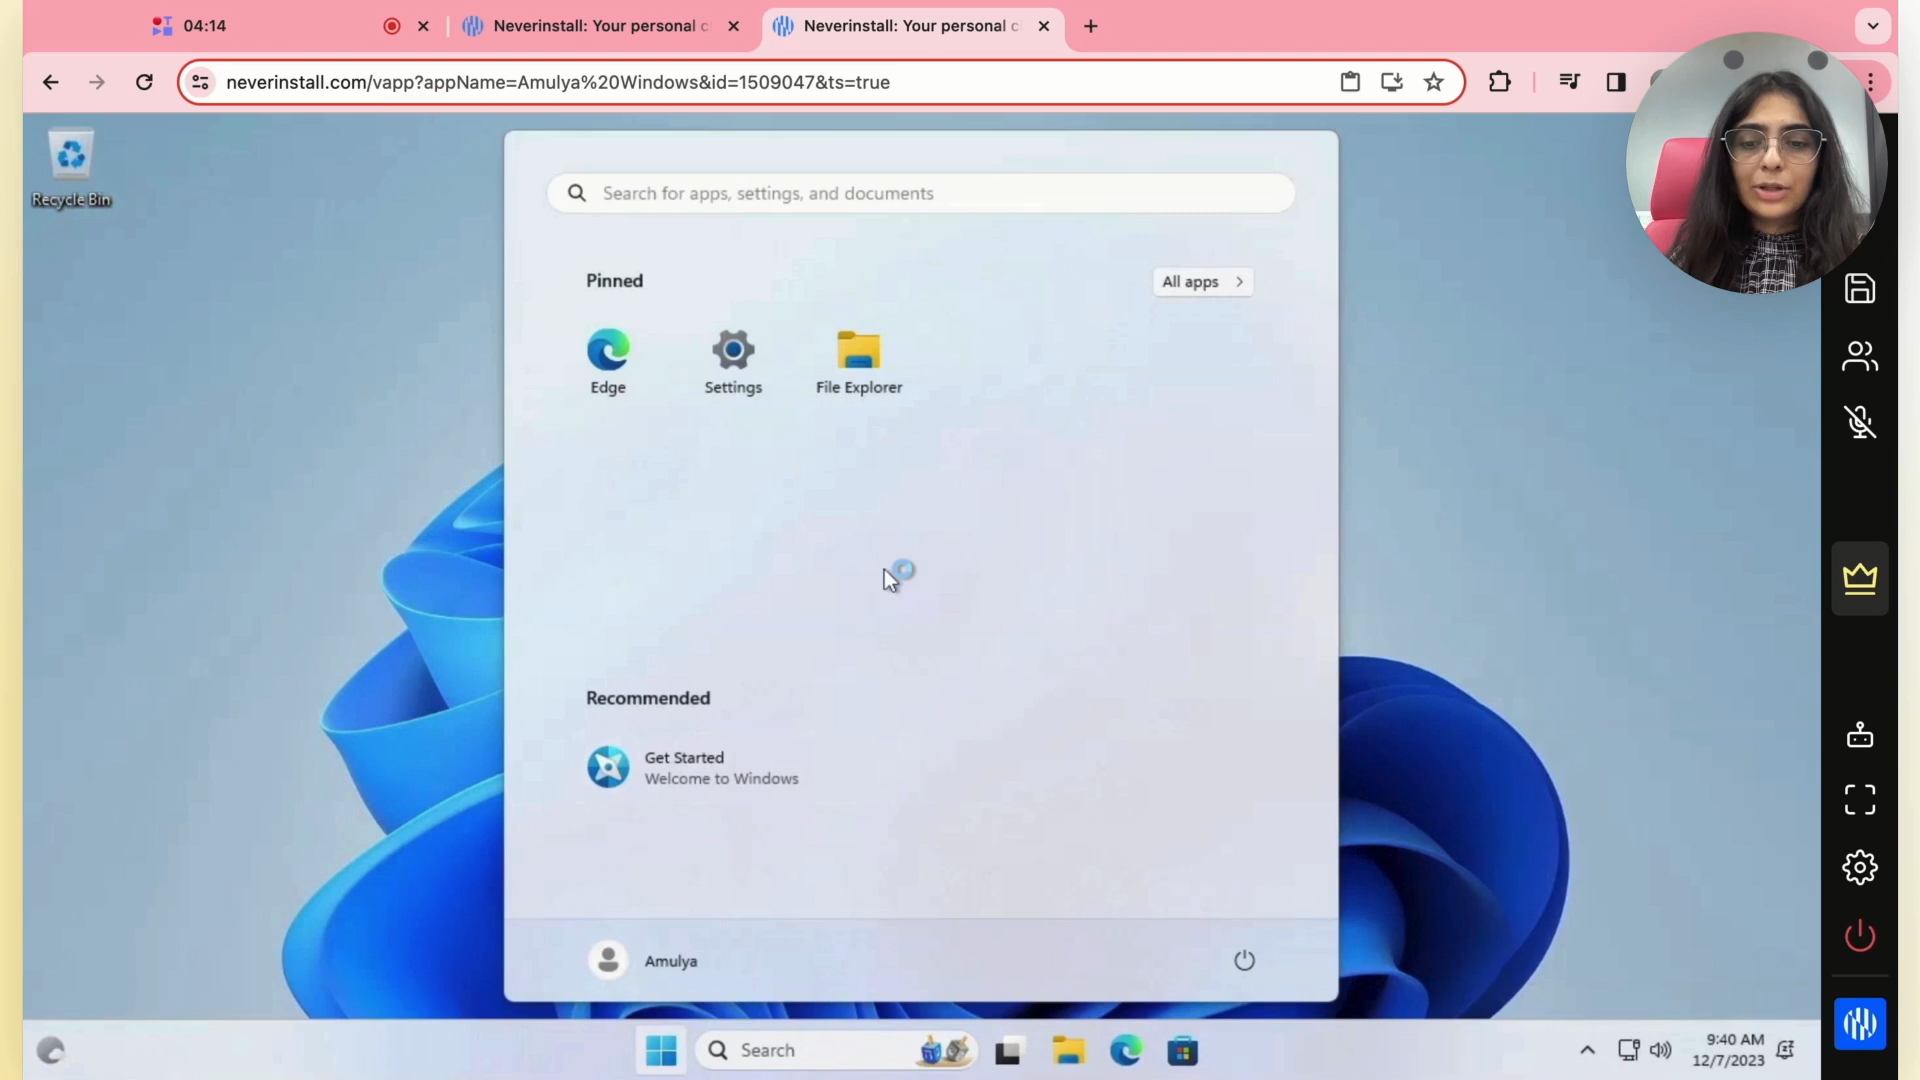 04:14
Neverinstall: Your personal c
Neverinstall: Your personal c
neverinstall.com/vapp?appName=Amulya%20Windows&id=1509047&ts=true
Recycle Bin
Search for apps, settings, and documents
Pinned
All apps
Edge
Settings
File Explorer
Recommended
Get Started
Welcome to Windows
Amulya
Search
9:40 AM
12/7/2023